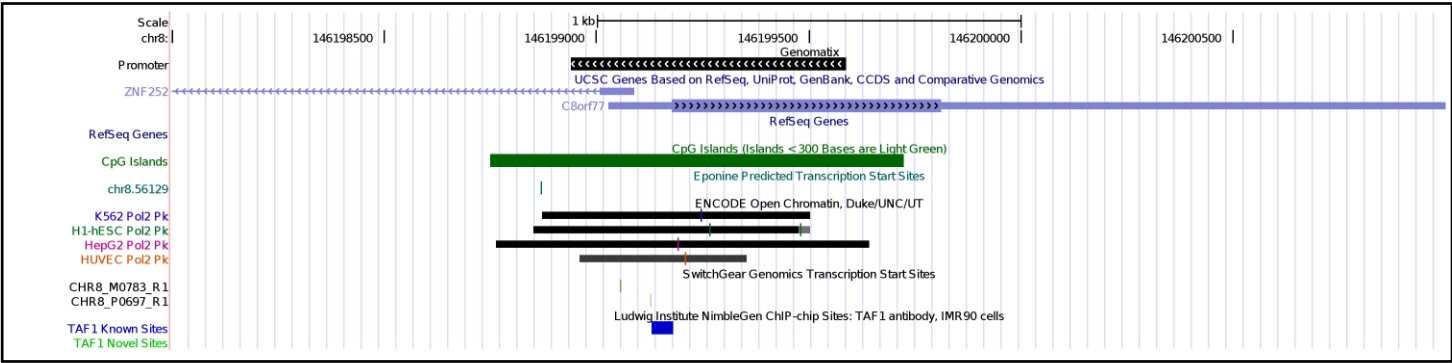 Scale 1 kb
chr8: 146198500 146199000 146199500 146200000 146200500
Genomatix
Promoter
UCSC Genes Based on RefSeq, UniProt, GenBank, CCDS and Comparative Genomics
ZNF252
C8orf77
RefSeq Genes
RefSeq Genes
CpG Islands (Islands < 300 Bases are Light Green)
CpG Islands
Eponine Predicted Transcription Start Sites
chr8.56129
ENCODE Open Chromatin, Duke/UNC/UT
K562 Pol2 Pk
H1-hESC Pol2 Pk
HepG2 Pol2 Pk
HUVEC Pol2 Pk
SwitchGear Genomics Transcription Start Sites
CHR8_M0783_R1
CHR8_P0697_R1
Ludwig Institute NimbleGen ChIP-chip Sites: TAF1 antibody, IMR90 cells
TAF1 Known Sites
TAF1 Novel Sites